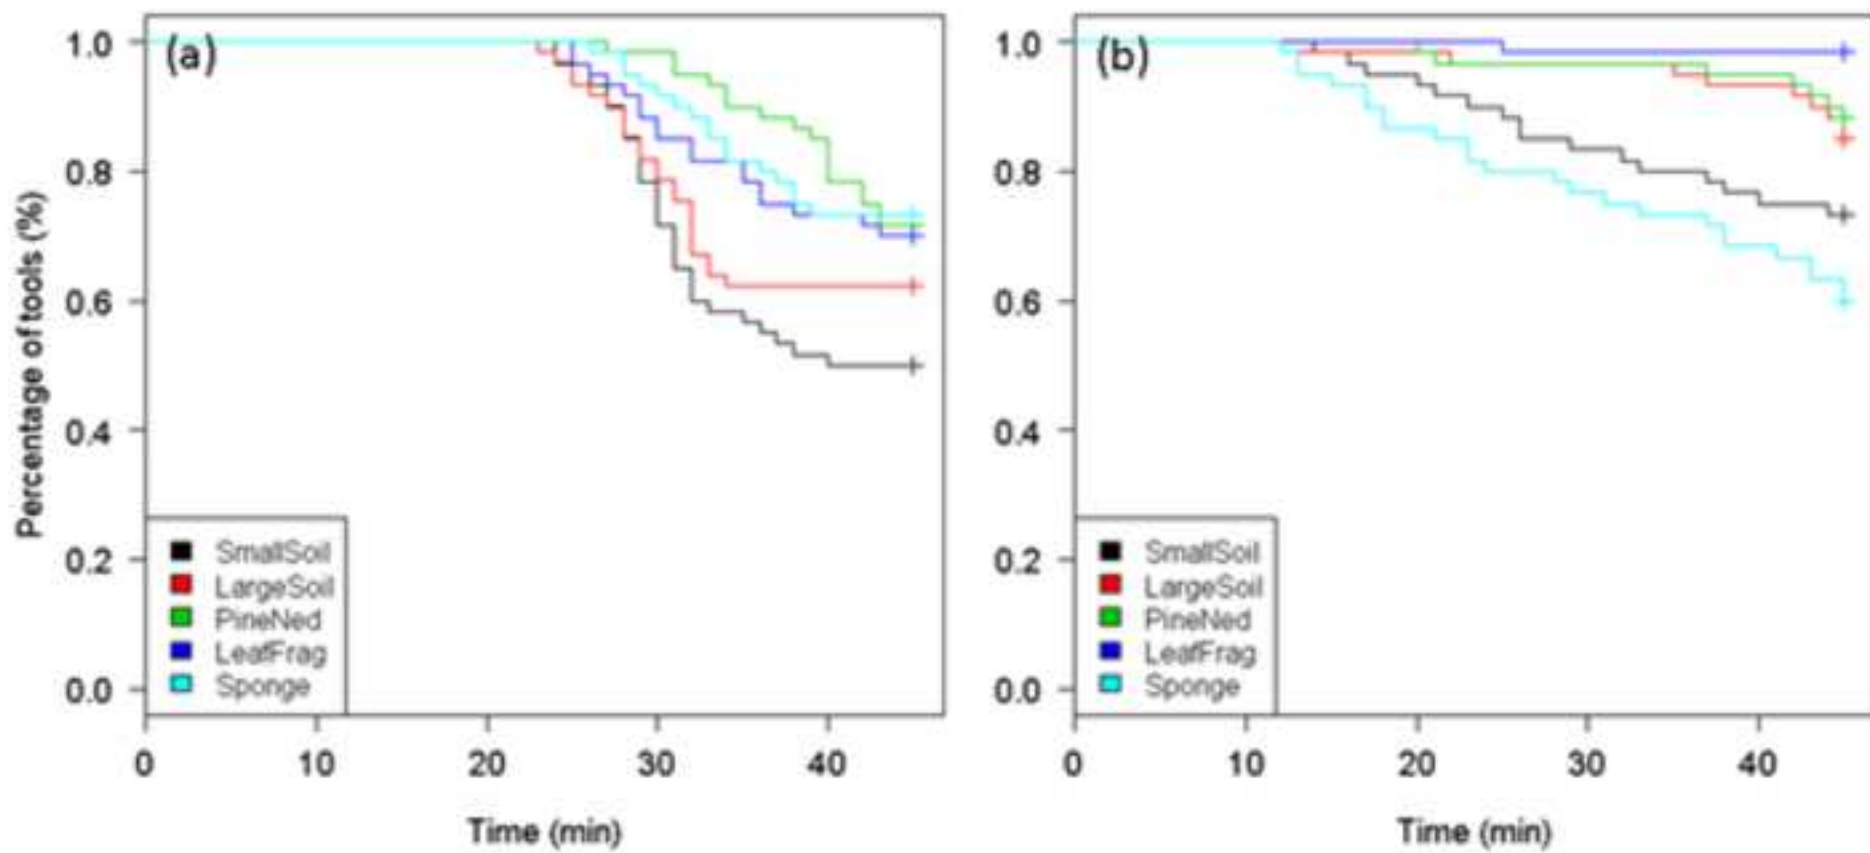 (a)
Percentage of tools (%)
1.0
0.8
0.6
0.4
0.2
0.0
SmallSoil
LargeSoil
PineNed
LeafFrag
Sponge
0 10 20 30 40
Time (min)
(b)
1.0
0.8
0.6
0.4
0.2
0.0
SmallSoil
LargeSoil
PineNed
LeafFrag
Sponge
0 10 20 30 40
Time (min)